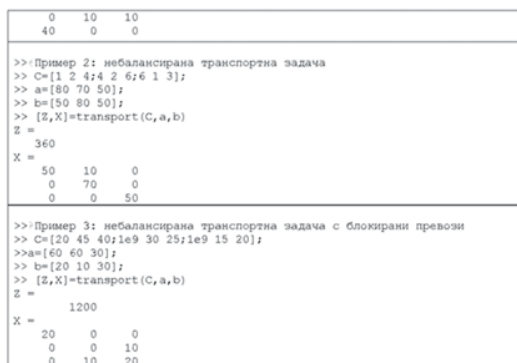 0 10 10
40 0 0
>> Пример 2: небалансирана транспортна задача
>> C=[1 2 4;4 2 6;6 1 3];
>> a=[80 70 50];
>> b=[50 80 50];
>> [Z,X]=transport(C,a,b)
Z =
360
X =
50 10 0
0 70 0
0 0 50
>> Пример 3: небалансирана транспортна задача с блокирани превози
>> C=[20 45 40;1e9 30 25;1e9 15 20];
>>a=[60 60 30];
>> b=[20 10 30];
>> [Z,X]=transport(C,a,b)
Z =
1200
X =
20 0 0
0 0 10
0 10 20